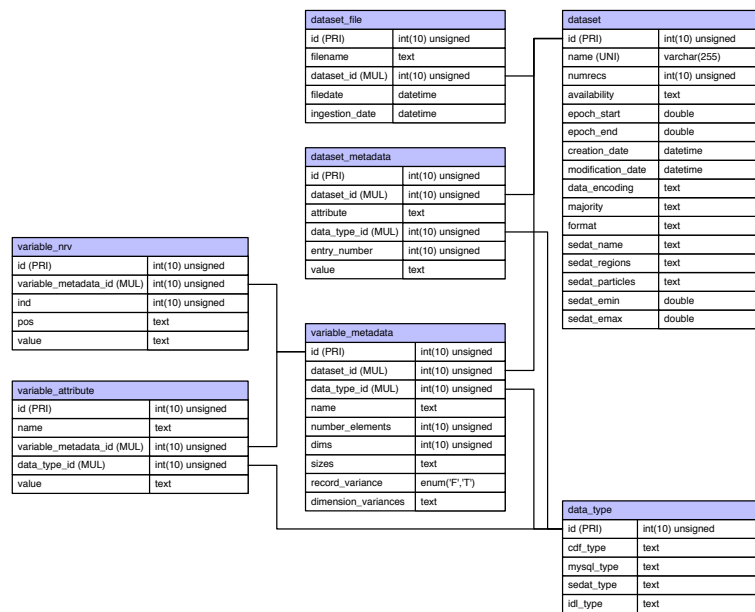 dataset_file
id (PRI) int(10) unsigned
filename text
dataset_id (MUL) int(10) unsigned
filedate datetime
ingestion_date datetime
dataset
id (PRI) int(10) unsigned
name (UNI) varchar(255)
numrecs int(10) unsigned
availability text
epoch_start double
epoch_end double
creation_date datetime
modification_date datetime
data_encoding text
majority text
format text
sedat_name text
sedat_regions text
sedat_particles text
sedat_emin double
sedat_emax double
dataset_metadata
id (PRI) int(10) unsigned
dataset_id (MUL) int(10) unsigned
attribute text
data_type_id (MUL) int(10) unsigned
entry_number int(10) unsigned
value text
variable_nrv
id (PRI) int(10) unsigned
variable_metadata_id (MUL) int(10) unsigned
ind int(10) unsigned
pos text
value text
variable_metadata
id (PRI) int(10) unsigned
dataset_id (MUL) int(10) unsigned
data_type_id (MUL) int(10) unsigned
name text
number_elements int(10) unsigned
dims int(10) unsigned
sizes text
record_variance enum('F','T')
dimension_variances text
variable_attribute
id (PRI) int(10) unsigned
name text
variable_metadata_id (MUL) int(10) unsigned
data_type_id (MUL) int(10) unsigned
value text
data_type
id (PRI) int(10) unsigned
cdf_type text
mysql_type text
sedat_type text
idl_type text